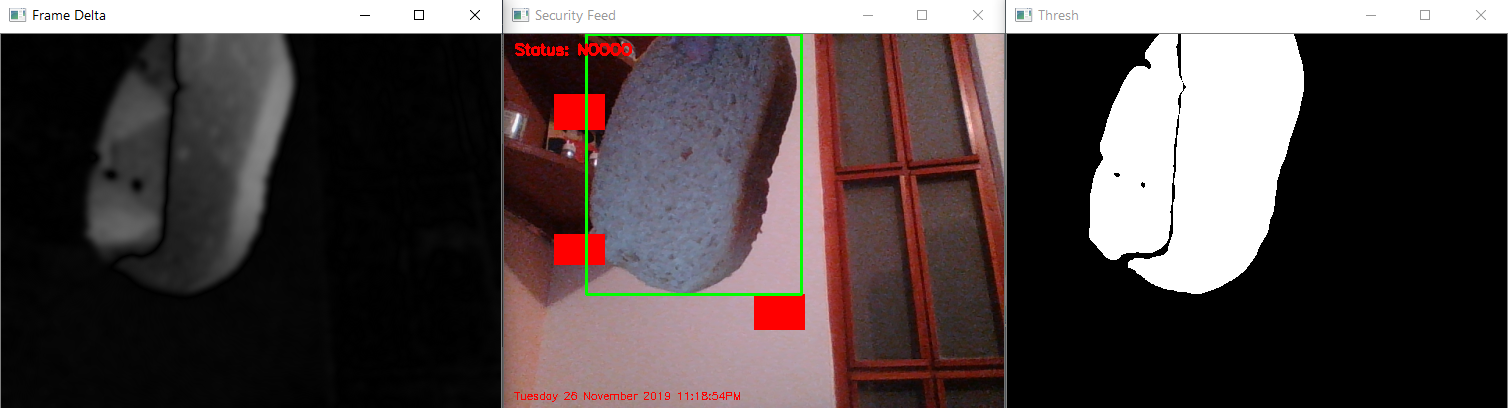 Frame Delta
Security Feed
Thresh
Status: NOOOO
Tuesday 26 November 2019 11:18:54PM